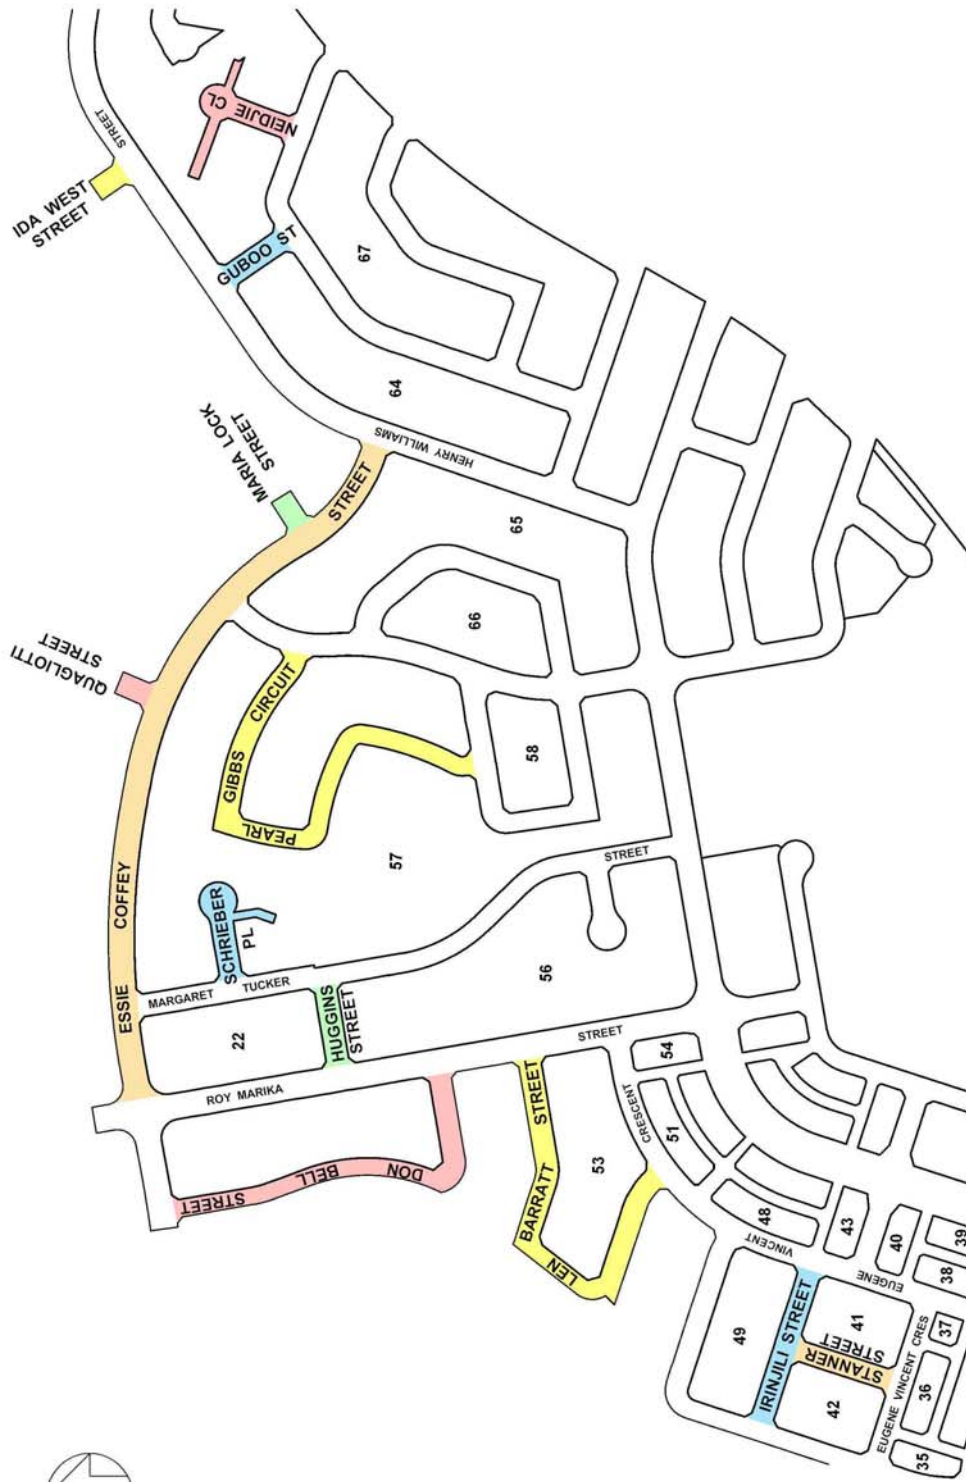 STREET
IDA WEST
STREET
NEIDJIE CL
GUBOO ST
67
64
MARIA LOCK
STREET
HENRY WILLIAMS
STREET
65
QUAGLIOTTI
STREET
66
GIBBS CIRCUIT
PEARL
58
57
STREET
ESSIE COFFEY
SCHRIEBER
PL
MARGARET TUCKER
56
22
HUGGINS
STREET
ROY MARIKA
STREET
54
STREET
BARRATT
LEN
53
CRESCENT
51
DON
BELL
STREET
48
43
VINCENT
40
39
EUGENE
38
49
IRINJILI STREET
41
STANNER
STREET
37
EUGENE VINCENT CRES
42
36
35